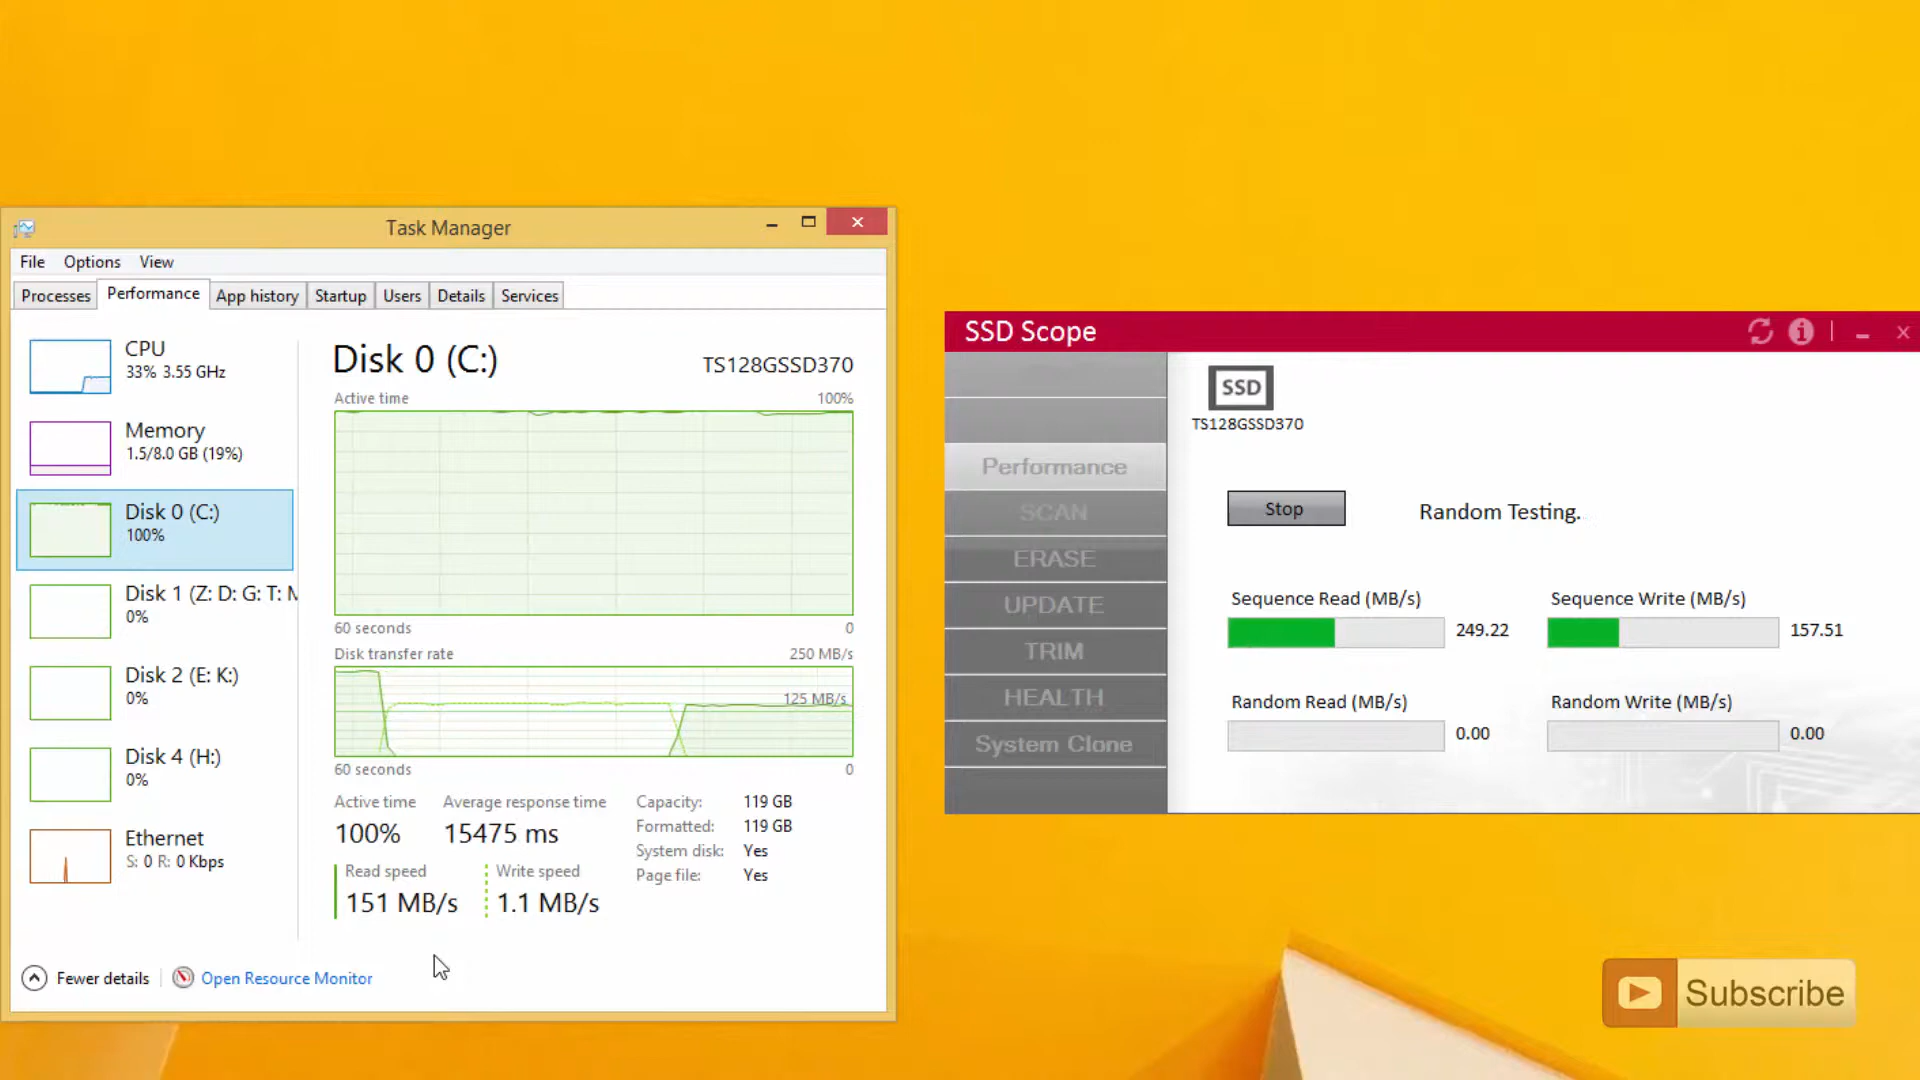 Task Manager
File Options View
Processes Performance App history Startup Users Details Services
CPU
33% 3.55 GHz
Memory
1.5/8.0 GB (19%)
Disk 0 (C:)
100%
Disk 1 (Z: D: G: T: M
0%
Disk 2 (E: K:)
0%
Disk 4 (H:)
0%
Ethernet
S: 0 R: 0 Kbps
Disk 0 (C:) TS128GSSD370
Active time 100%
60 seconds 0
Disk transfer rate 250 MB/s
125 MB/s
60 seconds 0
Active time Average response time
100% 15475 ms
Read speed Write speed
151 MB/s 1.1 MB/s
Capacity: 119 GB
Formatted: 119 GB
System disk: Yes
Page file: Yes
Fewer details Open Resource Monitor
SSD Scope
SSD
TS128GSSD370
Performance
SCAN
ERASE
UPDATE
TRIM
HEALTH
System Clone
Stop Random Testing.
Sequence Read (MB/s) Sequence Write (MB/s)
249.22 157.51
Random Read (MB/s) Random Write (MB/s)
0.00 0.00
Subscribe